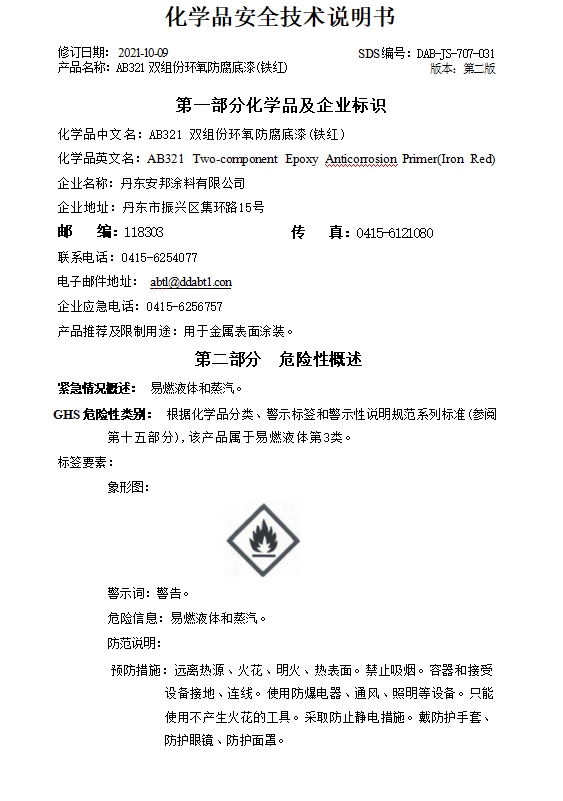 化学品安全技术说明书
修订日期: 2021-10-09 SDS编号: DAB-JS-707-031
产品名称: AB321双组份环氧防腐底漆(铁红) 版本: 第二版
第一部分化学品及企业标识
化学品中文名: AB321 双组份环氧防腐底漆(铁红)
化学品英文名: AB321 Two-component Epoxy Anticorrosion Primer(Iron Red)
企业名称: 丹东安邦涂料有限公司
企业地址: 丹东市振兴区集环路15号
邮 编: 118303 传 真: 0415-6121080
联系电话: 0415-6254077
电子邮件地址: abtl@ddabt1.con
企业应急电话: 0415-6256757
产品推荐及限制用途: 用于金属表面涂装。
第二部分 危险性概述
紧急情况概述: 易燃液体和蒸汽。
GHS危险性类别: 根据化学品分类、警示标签和警示性说明规范系列标准(参阅
第十五部分),该产品属于易燃液体第3类。
标签要素:
象形图:
警示词: 警告。
危险信息: 易燃液体和蒸汽。
防范说明:
预防措施: 远离热源、火花、明火、热表面。禁止吸烟。容器和接受
设备接地、连线。使用防爆电器、通风、照明等设备。只能
使用不产生火花的工具。采取防止静电措施。戴防护手套、
防护眼镜、防护面罩。